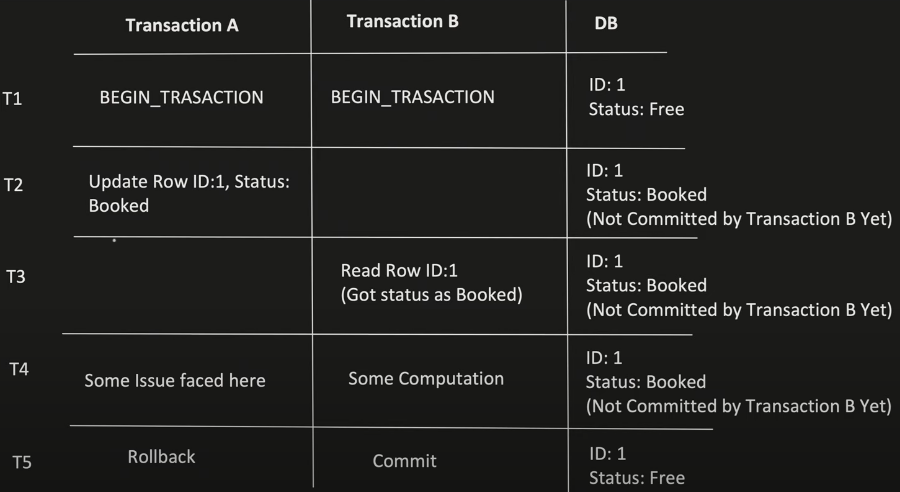 Transaction A
Transaction B
DB
T1
BEGIN_TRASACTION
BEGIN_TRASACTION
ID: 1
Status: Free
T2
Update Row ID:1, Status:
Booked
ID: 1
Status: Booked
(Not Committed by Transaction B Yet)
T3
Read Row ID:1
(Got status as Booked)
ID: 1
Status: Booked
(Not Committed by Transaction B Yet)
T4
Some Issue faced here
Some Computation
ID: 1
Status: Booked
(Not Committed by Transaction B Yet)
T5
Rollback
Commit
ID: 1
Status: Free